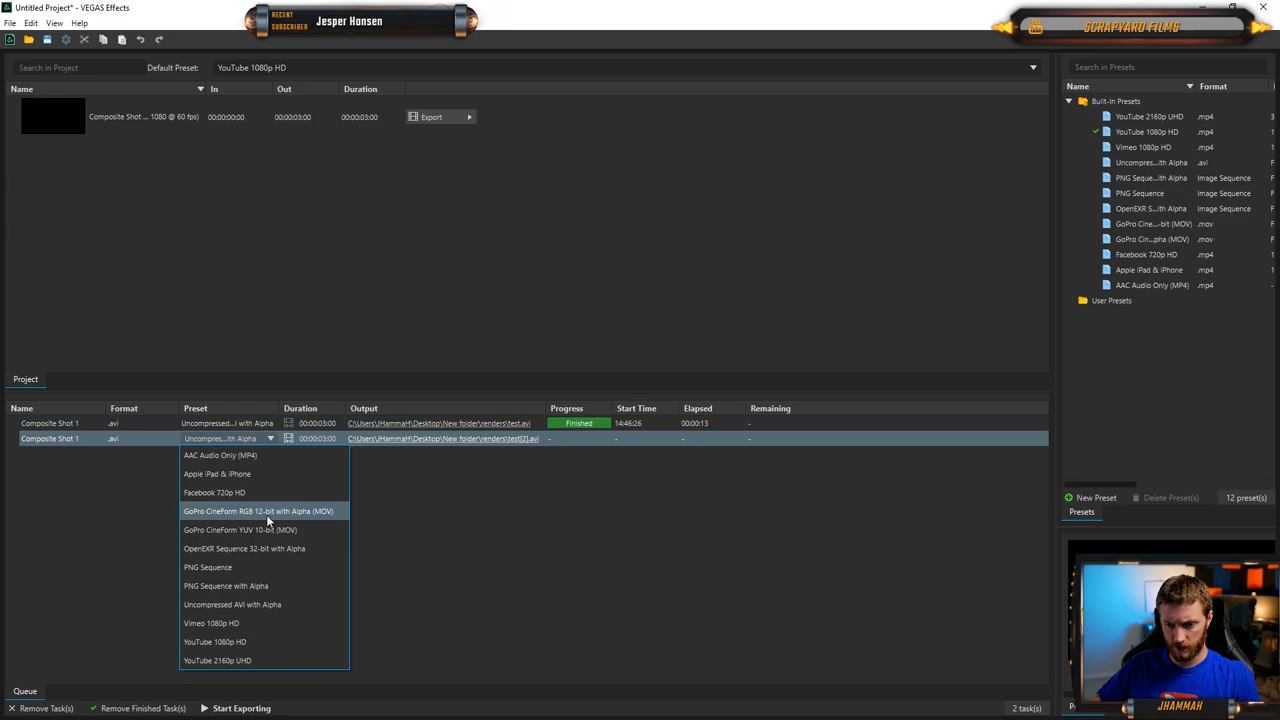 Untitled Project* - VEGAS Effects
RECENT SUBSCRIBER
Jesper Hansen
SCRAPYARD FILMS
File Edit View Help
Search in Project Default Preset: YouTube 1080p HD
Name In Out Duration
Composite Shot ... 1080 @ 60 fps) 00:00:00:00 00:00:03:00 00:00:03:00 Export
Search in Presets
Name Format
Built-In Presets
YouTube 2160p UHD .mp4 3
YouTube 1080p HD .mp4 1
Vimeo 1080p HD .mp4 1
Uncompres...ith Alpha .avi F
PNG Seque...ith Alpha Image Sequence F
PNG Sequence Image Sequence F
OpenEXR S...ith Alpha Image Sequence F
GoPro Cine...-bit (MOV) .mov F
GoPro Cin...pha (MOV) .mov F
Facebook 720p HD .mp4 1
Apple iPad & iPhone .mp4 1
AAC Audio Only (MP4) .mp4 -
User Presets
Project
Name Format Preset Duration Output Progress Start Time Elapsed Remaining
Composite Shot 1 .avi Uncompressed...I with Alpha 00:00:03:00 C:\Users\JHammaH\Desktop\New folder\renders\test.avi Finished 14:46:26 00:00:13 -
Composite Shot 1 .avi Uncompres...ith Alpha 00:00:03:00 C:\Users\JHammaH\Desktop\New folder\renders\test[2].avi - - - -
AAC Audio Only (MP4)
Apple iPad & iPhone
Facebook 720p HD
GoPro CineForm RGB 12-bit with Alpha (MOV)
GoPro CineForm YUV 10-bit (MOV)
OpenEXR Sequence 32-bit with Alpha
PNG Sequence
PNG Sequence with Alpha
Uncompressed AVI with Alpha
Vimeo 1080p HD
YouTube 1080p HD
YouTube 2160p UHD
New Preset Delete Preset(s) 12 preset(s)
Presets
Queue
Remove Task(s) Remove Finished Task(s) Start Exporting 2 task(s)
JHAMMAH